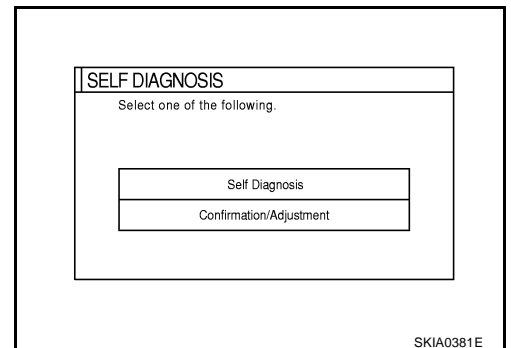 SELF DIAGNOSIS
Select one of the following.
Self Diagnosis
Confirmation/Adjustment
SKIA0381E